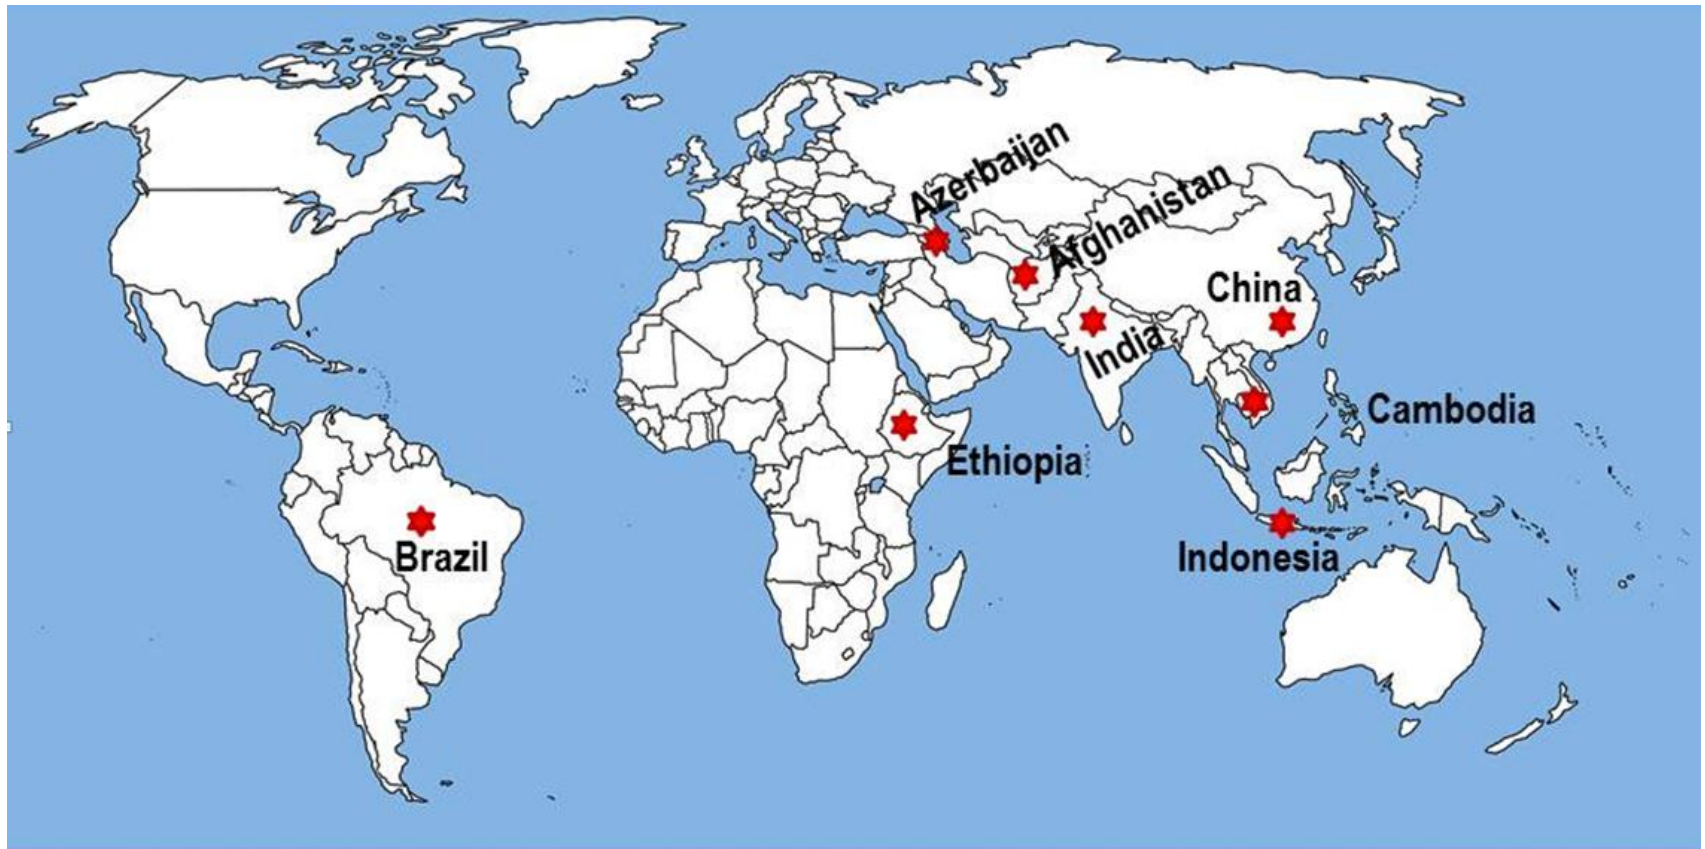 Azerbaijan
Afghanistan
China
India
Cambodia
Ethiopia
Brazil
Indonesia